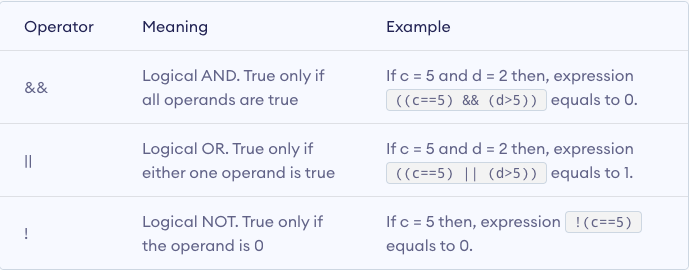 Operator Meaning Example
&& Logical AND. True only if all operands are true If c = 5 and d = 2 then, expression ((c==5) && (d>5)) equals to 0.
|| Logical OR. True only if either one operand is true If c = 5 and d = 2 then, expression ((c==5) || (d>5)) equals to 1.
! Logical NOT. True only if the operand is 0 If c = 5 then, expression !(c==5) equals to 0.